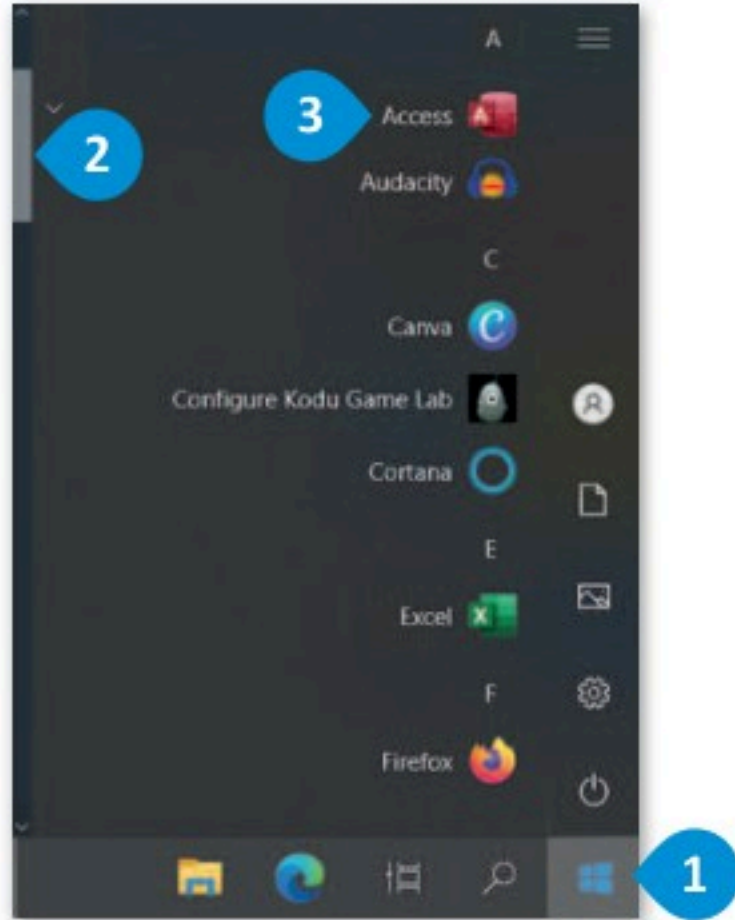 A
3
Access
2
Audacity
C
Canva
Configure Kodu Game Lab
Cortana
E
Excel
F
Firefox
1